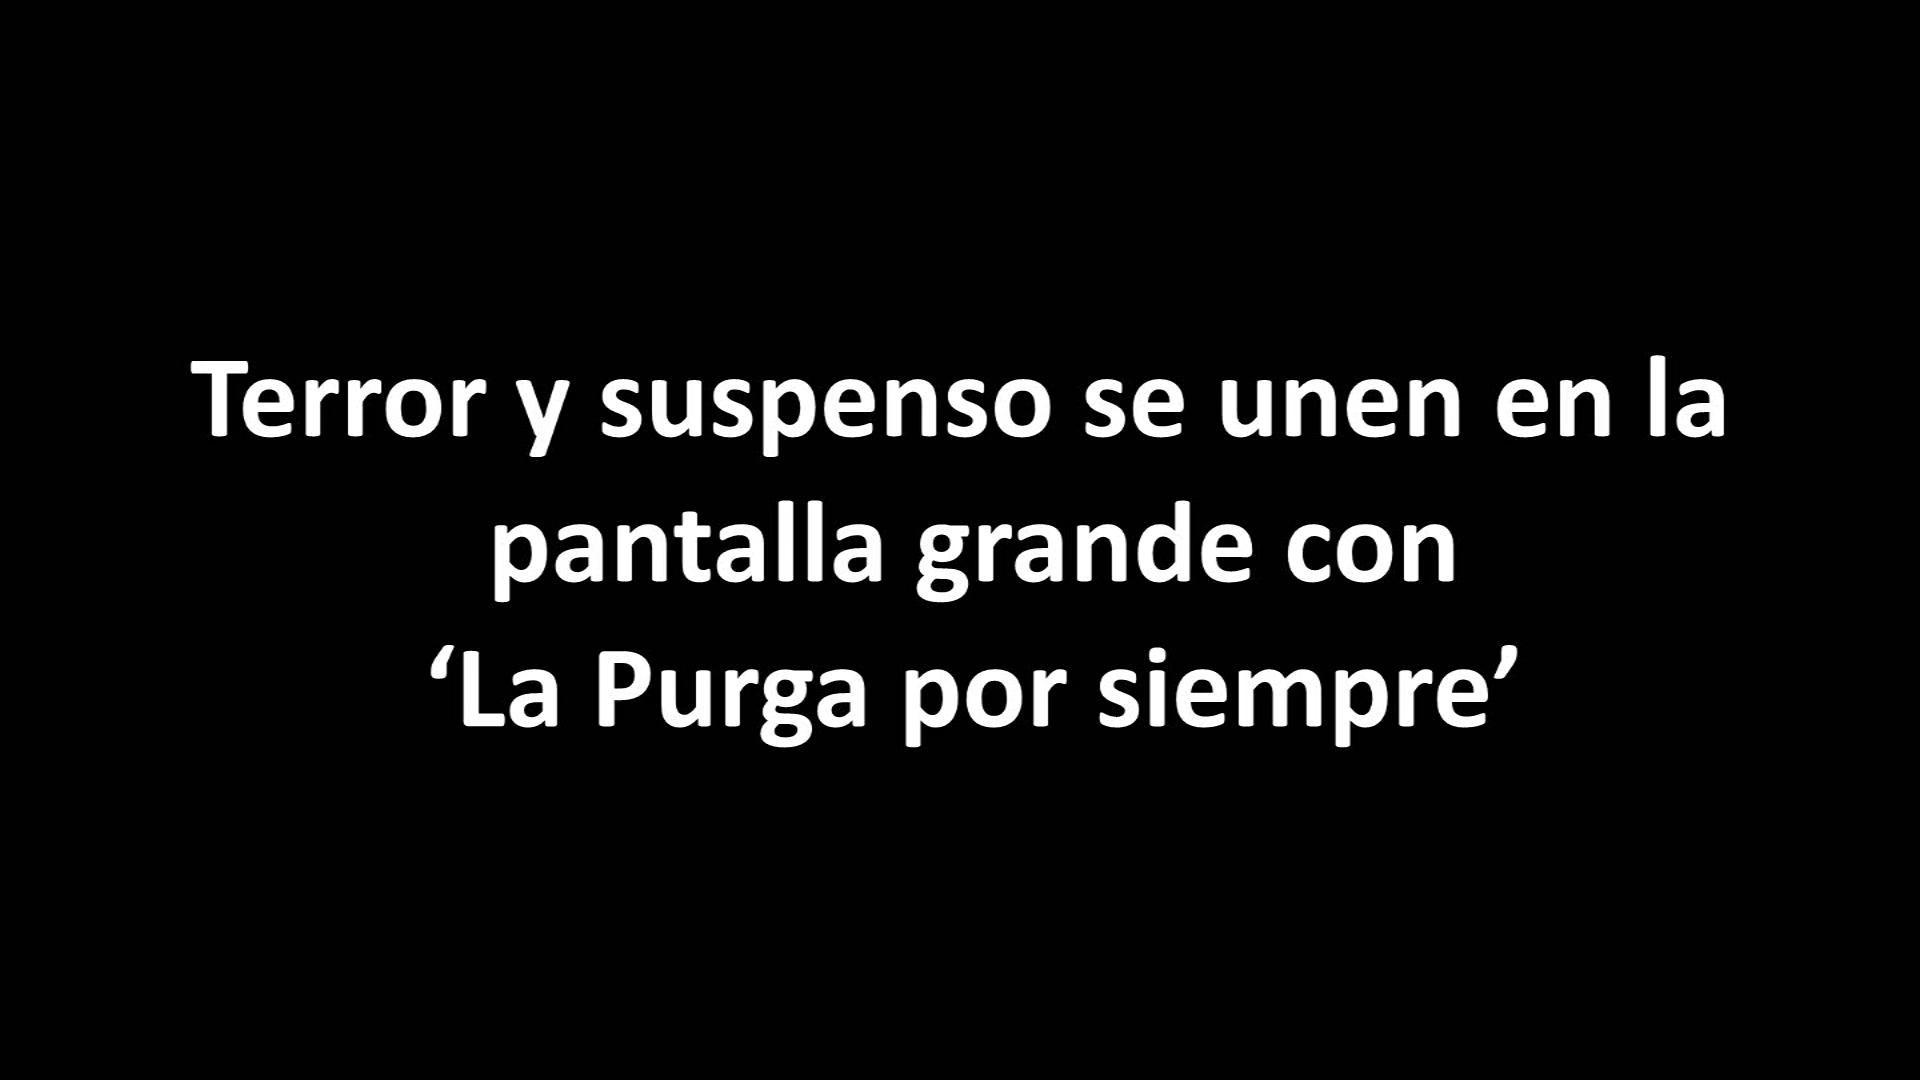 Terror y suspenso se unen en la
pantalla grande con
‘La Purga por siempre’